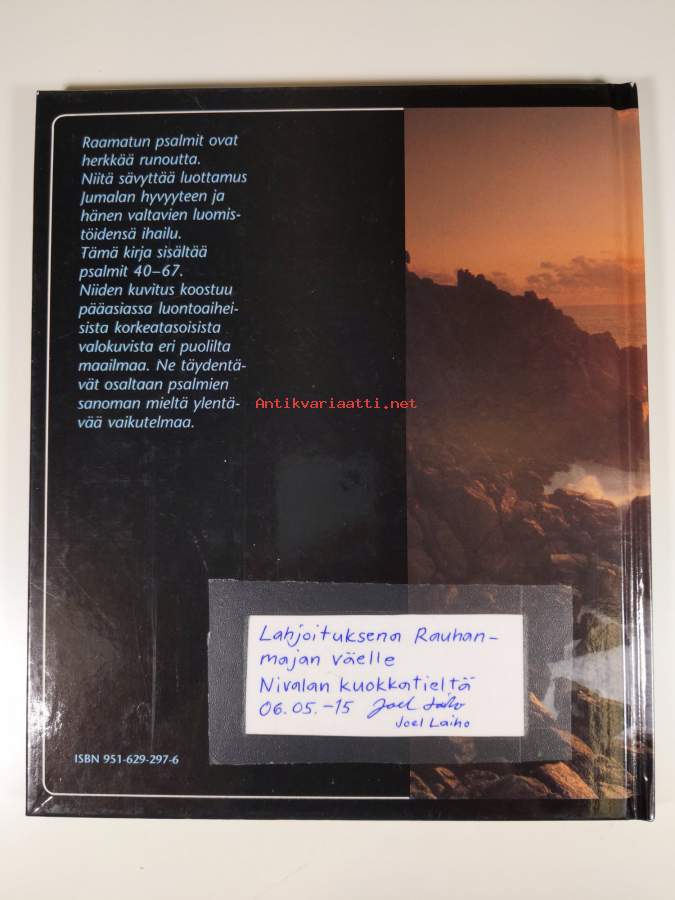 Raamatun psalmit ovat
herkkää runoutta.
Niitä sävyttää luottamus
Jumalan hyvyyteen ja
hänen valtavien luomis-
töidensä ihailu.
Tämä kirja sisältää
psalmit 40–67.
Niiden kuvitus koostuu
pääasiassa luontoaihei-
sista korkeatasoisista
valokuvista eri puolilta
maailmaa. Ne täydentä-
vät osaltaan psalmien
sanoman mieltä ylentä-
vää vaikutelmaa.
Antikvariaatti.net
Lahjoituksena Rauhan-
majan väelle
Nivalan kuokkatieltä
06.05.-15 Joel Laiho
Joel Laiho
ISBN 951-629-297-6